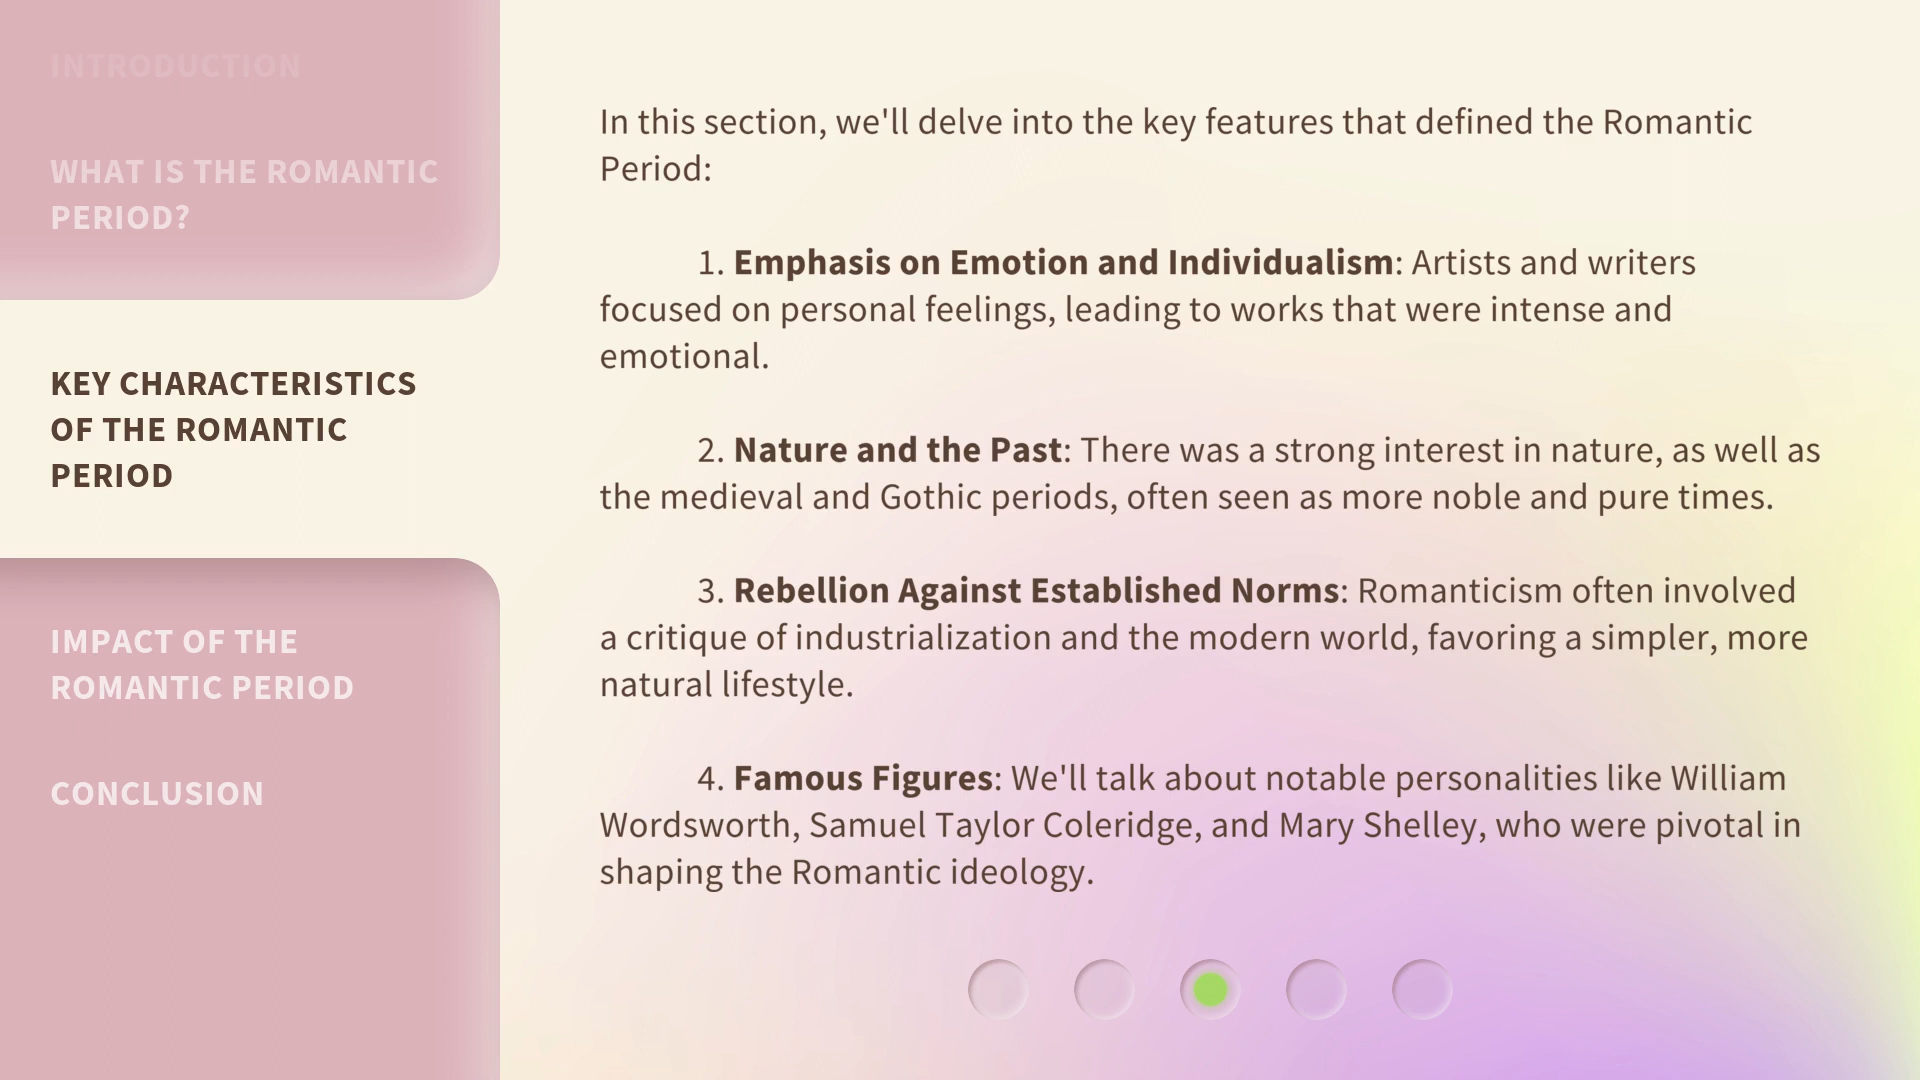 INTRODUCTION
WHAT IS THE ROMANTIC
PERIOD?
KEY CHARACTERISTICS
OF THE ROMANTIC
PERIOD
IMPACT OF THE
ROMANTIC PERIOD
CONCLUSION
In this section, we'll delve into the key features that defined the Romantic
Period:
1. Emphasis on Emotion and Individualism: Artists and writers
focused on personal feelings, leading to works that were intense and
emotional.
2. Nature and the Past: There was a strong interest in nature, as well as
the medieval and Gothic periods, often seen as more noble and pure times.
3. Rebellion Against Established Norms: Romanticism often involved
a critique of industrialization and the modern world, favoring a simpler, more
natural lifestyle.
4. Famous Figures: We'll talk about notable personalities like William
Wordsworth, Samuel Taylor Coleridge, and Mary Shelley, who were pivotal in
shaping the Romantic ideology.